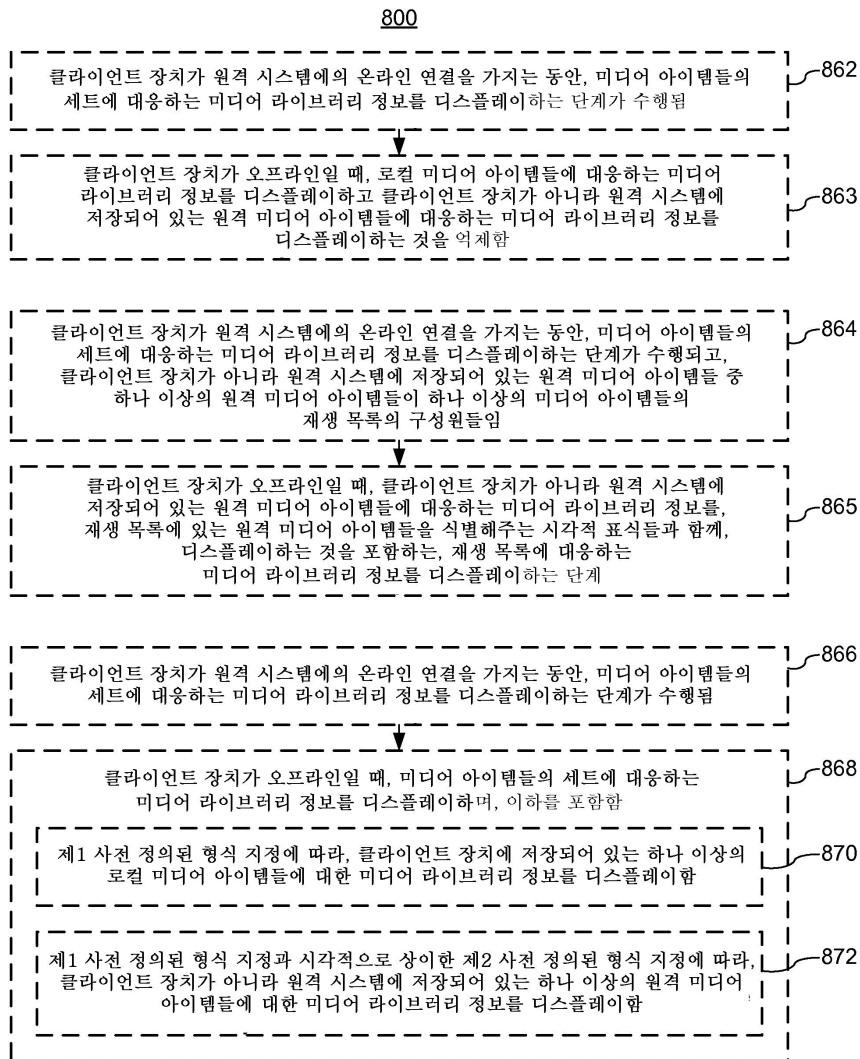 800
클라이언트 장치가 원격 시스템에의 온라인 연결을 가지는 동안, 미디어 아이템들의
세트에 대응하는 미디어 라이브러리 정보를 디스플레이하는 단계가 수행됨
862
클라이언트 장치가 오프라인일 때, 로컬 미디어 아이템들에 대응하는 미디어
라이브러리 정보를 디스플레이하고 클라이언트 장치가 아니라 원격 시스템에
저장되어 있는 원격 미디어 아이템들에 대응하는 미디어 라이브러리 정보를
디스플레이하는 것을 억제함
863
클라이언트 장치가 원격 시스템에의 온라인 연결을 가지는 동안, 미디어 아이템들의
세트에 대응하는 미디어 라이브러리 정보를 디스플레이하는 단계가 수행되고,
클라이언트 장치가 아니라 원격 시스템에 저장되어 있는 원격 미디어 아이템들 중
하나 이상의 원격 미디어 아이템들이 하나 이상의 미디어 아이템들의
재생 목록의 구성원들임
864
클라이언트 장치가 오프라인일 때, 클라이언트 장치가 아니라 원격 시스템에
저장되어 있는 원격 미디어 아이템들에 대응하는 미디어 라이브러리 정보를,
재생 목록에 있는 원격 미디어 아이템들을 식별해주는 시각적 표식들과 함께,
디스플레이하는 것을 포함하는, 재생 목록에 대응하는
미디어 라이브러리 정보를 디스플레이하는 단계
865
클라이언트 장치가 원격 시스템에의 온라인 연결을 가지는 동안, 미디어 아이템들의
세트에 대응하는 미디어 라이브러리 정보를 디스플레이하는 단계가 수행됨
866
클라이언트 장치가 오프라인일 때, 미디어 아이템들의 세트에 대응하는
미디어 라이브러리 정보를 디스플레이하며, 이하를 포함함
868
제1 사전 정의된 형식 지정에 따라, 클라이언트 장치에 저장되어 있는 하나 이상의
로컬 미디어 아이템들에 대한 미디어 라이브러리 정보를 디스플레이함
870
제1 사전 정의된 형식 지정과 시각적으로 상이한 제2 사전 정의된 형식 지정에 따라,
클라이언트 장치가 아니라 원격 시스템에 저장되어 있는 하나 이상의 원격 미디어
아이템들에 대한 미디어 라이브러리 정보를 디스플레이함
872